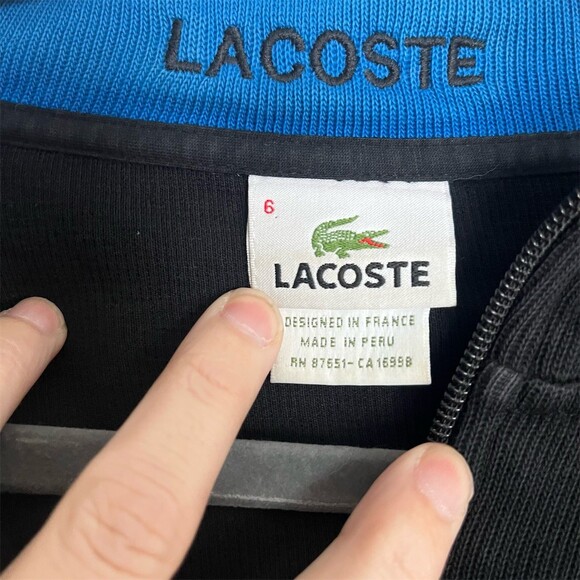 LACOSTE
6
LACOSTE
DESIGNED IN FRANCE
MADE IN PERU
RN 87651-CA 16998